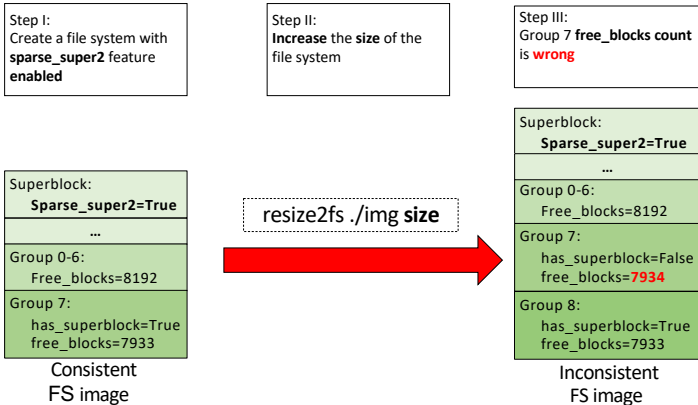 Step I:
Create a file system with
sparse_super2 feature
enabled
Step II:
Increase the size of the
file system
Step III:
Group 7 free_blocks count
is wrong
Superblock:
Sparse_super2=True
...
Group 0-6:
Free_blocks=8192
Group 7:
has_superblock=True
free_blocks=7933
Consistent
FS image
resize2fs ./img size
Superblock:
Sparse_super2=True
...
Group 0-6:
Free_blocks=8192
Group 7:
has_superblock=False
free_blocks=7934
Group 8:
has_superblock=True
free_blocks=7933
Inconsistent
FS image